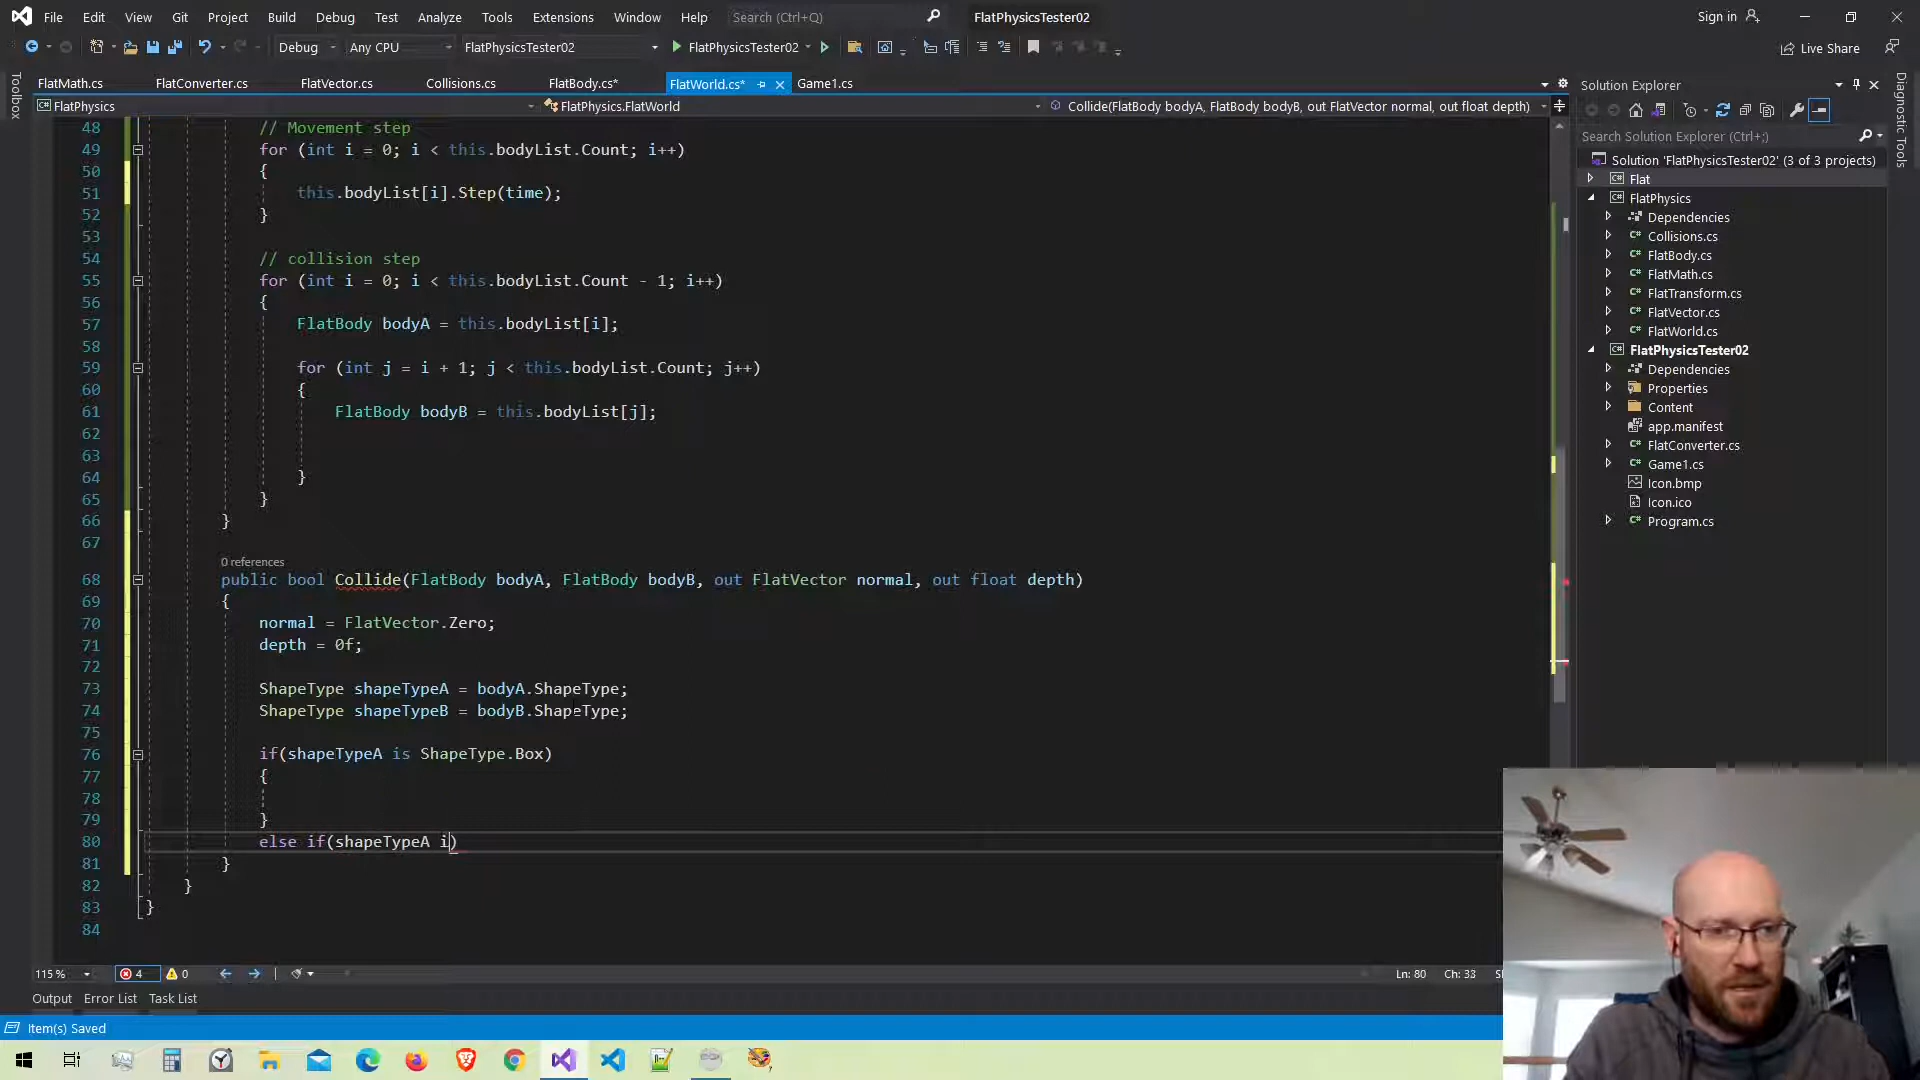 File Edit View Git Project Build Debug Test Analyze Tools Extensions Window Help Search (Ctrl+Q) FlatPhysicsTester02 Sign in
Debug Any CPU FlatPhysicsTester02 FlatPhysicsTester02 Live Share
FlatMath.cs FlatConverter.cs FlatVector.cs Collisions.cs FlatBody.cs* FlatWorld.cs* Game1.cs
FlatPhysics FlatPhysics.FlatWorld Collide(FlatBody bodyA, FlatBody bodyB, out FlatVector normal, out float depth)
Toolbox
48 // Movement step
49 for (int i = 0; i < this.bodyList.Count; i++)
50 {
51 this.bodyList[i].Step(time);
52 }
53
54 // collision step
55 for (int i = 0; i < this.bodyList.Count - 1; i++)
56 {
57 FlatBody bodyA = this.bodyList[i];
58
59 for (int j = i + 1; j < this.bodyList.Count; j++)
60 {
61 FlatBody bodyB = this.bodyList[j];
62
63
64 }
65 }
66 }
67
0 references
68 public bool Collide(FlatBody bodyA, FlatBody bodyB, out FlatVector normal, out float depth)
69 {
70 normal = FlatVector.Zero;
71 depth = 0f;
72
73 ShapeType shapeTypeA = bodyA.ShapeType;
74 ShapeType shapeTypeB = bodyB.ShapeType;
75
76 if(shapeTypeA is ShapeType.Box)
77 {
78
79 }
80 else if(shapeTypeA i)
81 }
82 }
83 }
84
115 % 4 0 Ln: 80 Ch: 33
Output Error List Task List
Item(s) Saved
Solution Explorer
Search Solution Explorer (Ctrl+;)
Solution 'FlatPhysicsTester02' (3 of 3 projects)
Flat
FlatPhysics
Dependencies
Collisions.cs
FlatBody.cs
FlatMath.cs
FlatTransform.cs
FlatVector.cs
FlatWorld.cs
FlatPhysicsTester02
Dependencies
Properties
Content
app.manifest
FlatConverter.cs
Game1.cs
Icon.bmp
Icon.ico
Program.cs
Diagnostic Tools